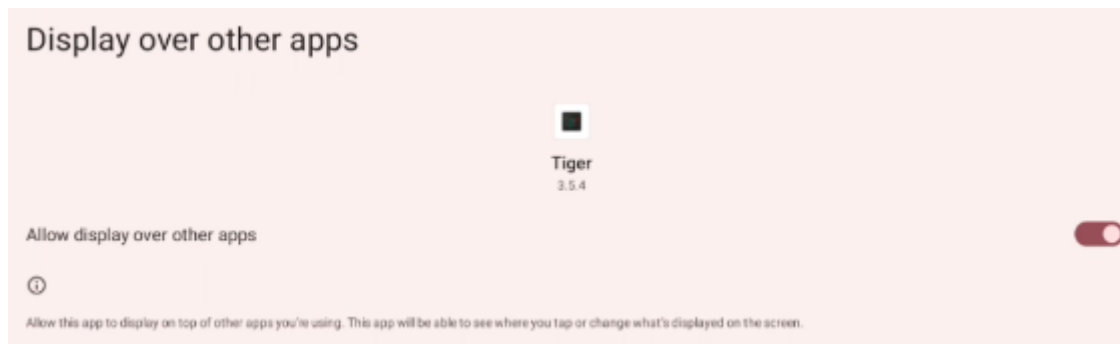 Display over other apps
Tiger
3.5.4
Allow display over other apps
Allow this app to display on top of other apps you're using. This app will be able to see where you tap or change what's displayed on the screen.